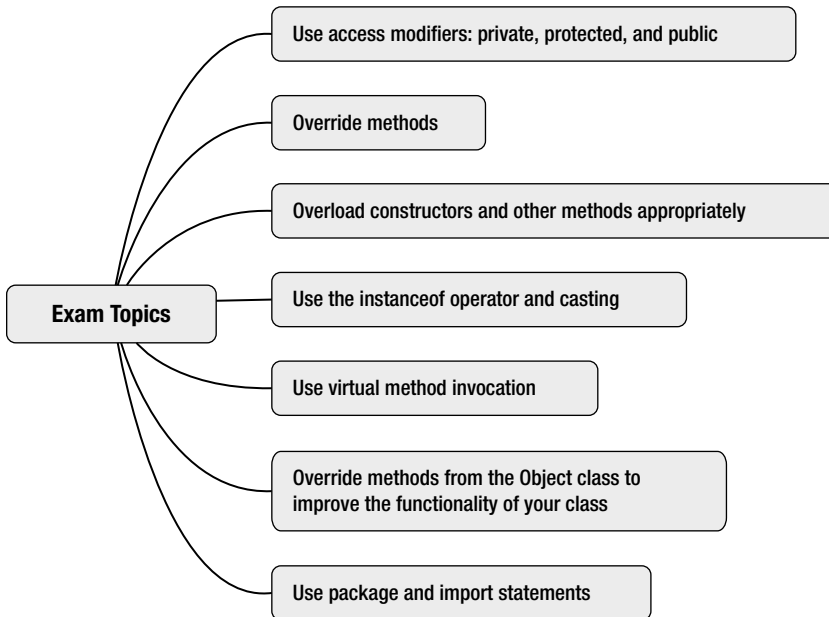 Use access modifiers: private, protected, and public
Override methods
Overload constructors and other methods appropriately
Exam Topics
Use the instanceof operator and casting
Use virtual method invocation
Override methods from the Object class to
improve the functionality of your class
Use package and import statements